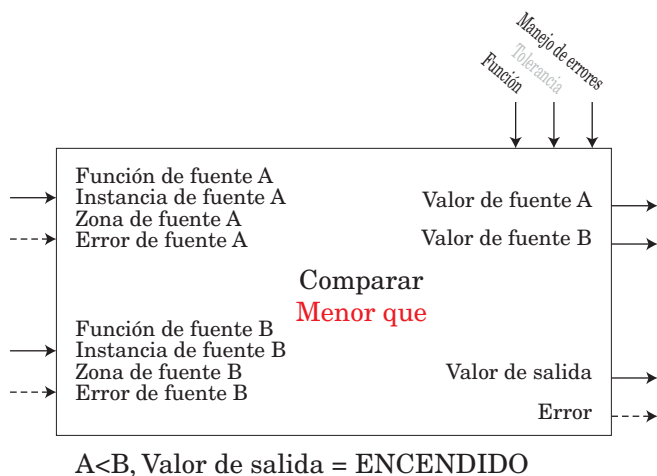 Función
Tolerancia
Manejo de errores
Función de fuente A
Instancia de fuente A
Zona de fuente A
Error de fuente A
Valor de fuente A
Valor de fuente B
Comparar
Menor que
Función de fuente B
Instancia de fuente B
Zona de fuente B
Error de fuente B
Valor de salida
Error
A<B, Valor de salida = ENCENDIDO